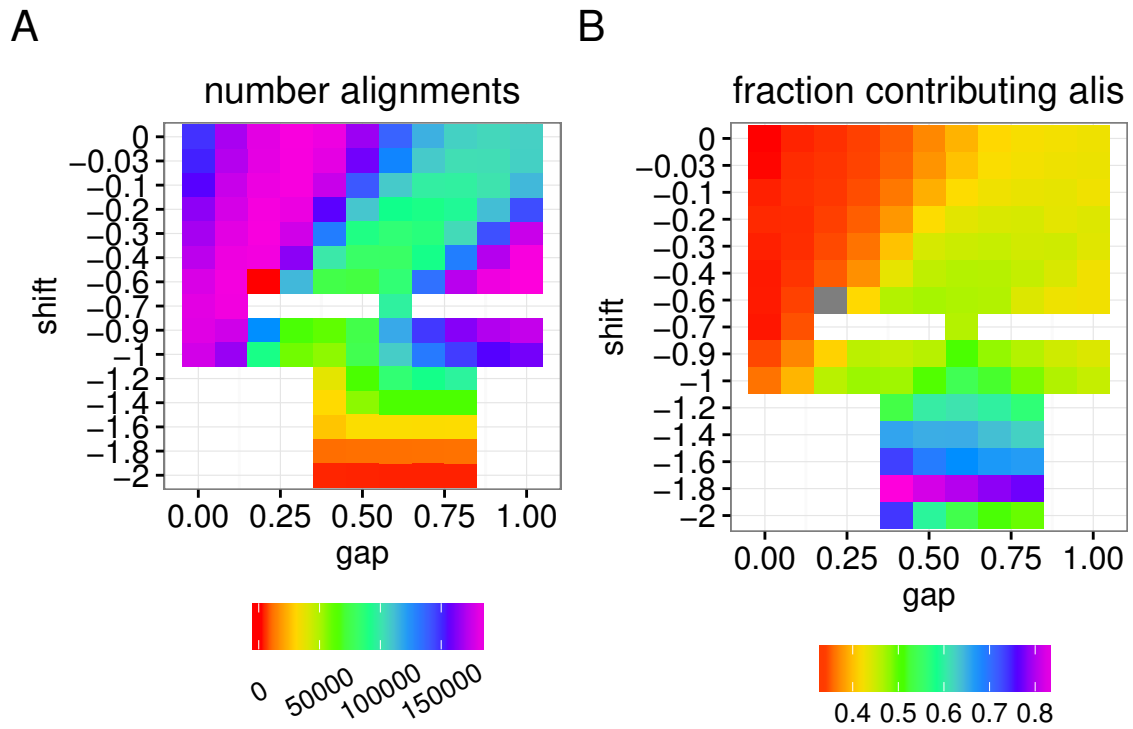 A
B
number alignments
fraction contributing alis
shift
0
−0.03
−0.1
−0.2
−0.3
−0.4
−0.6
−0.7
−0.9
−1
−1.2
−1.4
−1.6
−1.8
−2
0.00 0.25 0.50 0.75 1.00
gap
0 50000 100000 150000
shift
0
−0.03
−0.1
−0.2
−0.3
−0.4
−0.6
−0.7
−0.9
−1
−1.2
−1.4
−1.6
−1.8
−2
0.00 0.25 0.50 0.75 1.00
gap
0.4 0.5 0.6 0.7 0.8